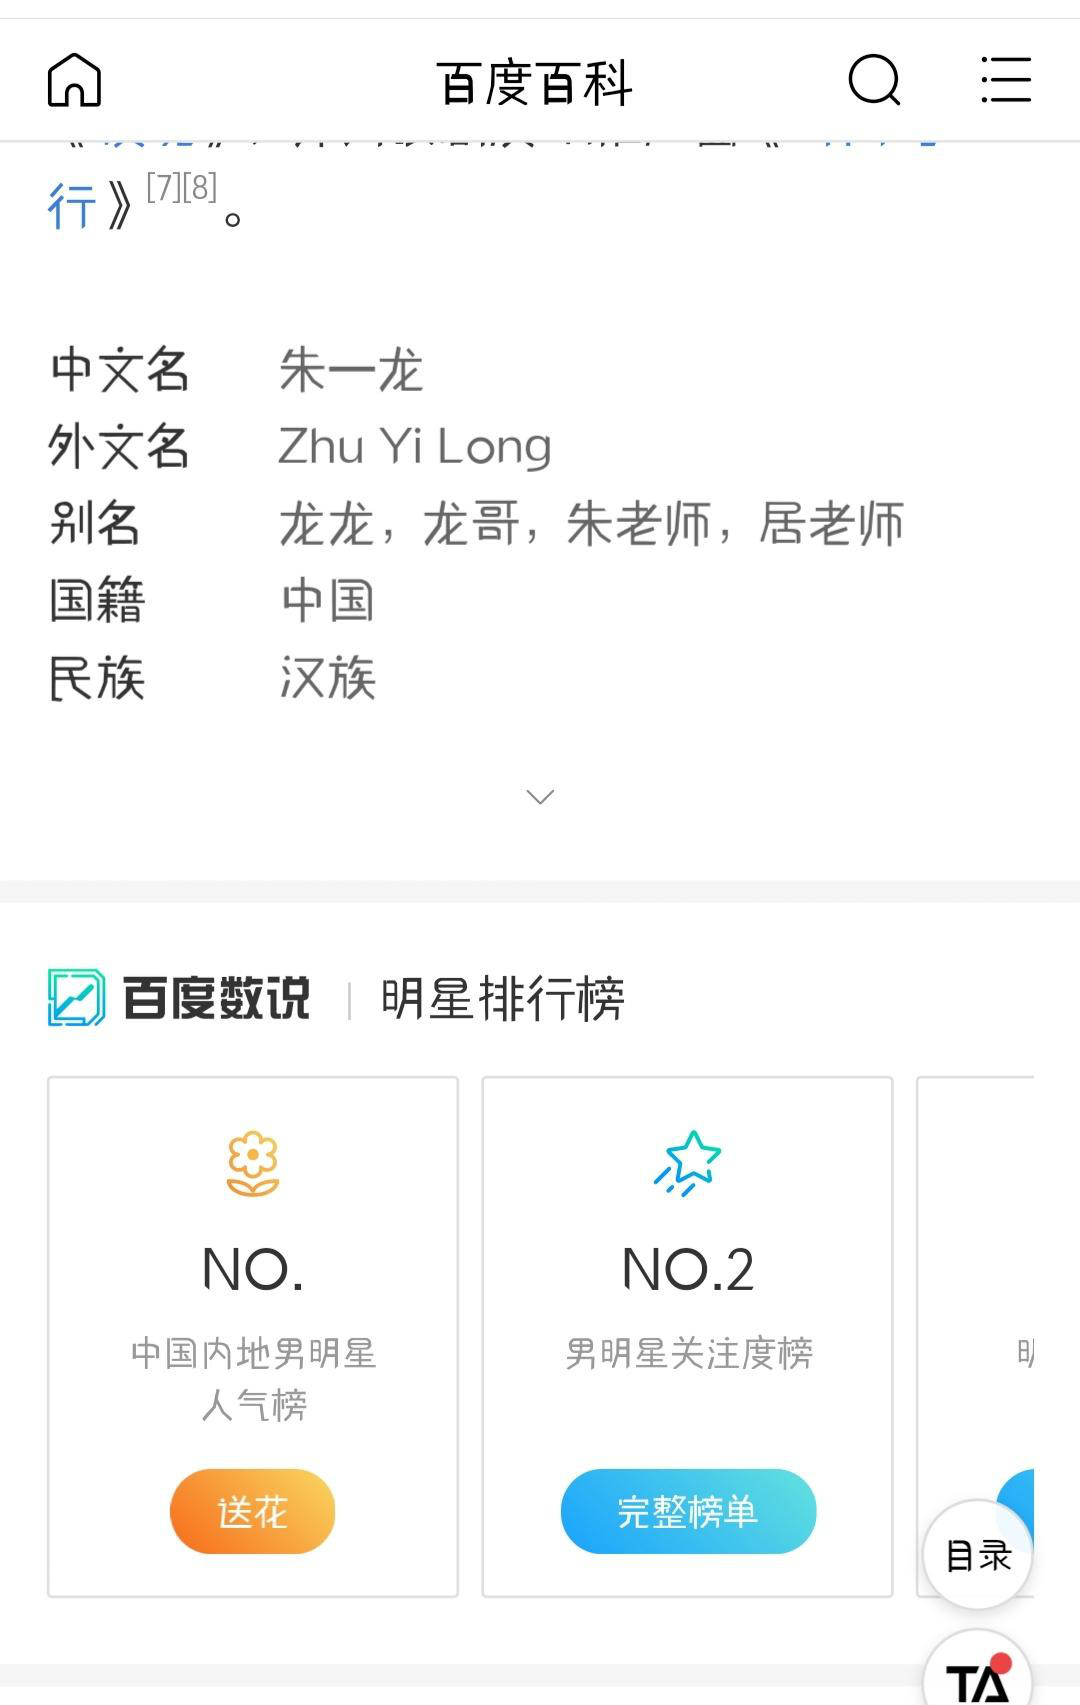 百度百科
行》[7][8]。
中文名 朱一龙
外文名 Zhu Yi Long
别名 龙龙，龙哥，朱老师，居老师
国籍 中国
民族 汉族
百度数说 | 明星排行榜
NO.
中国内地男明星
人气榜
送花
NO.2
男明星关注度榜
完整榜单
目录
TA